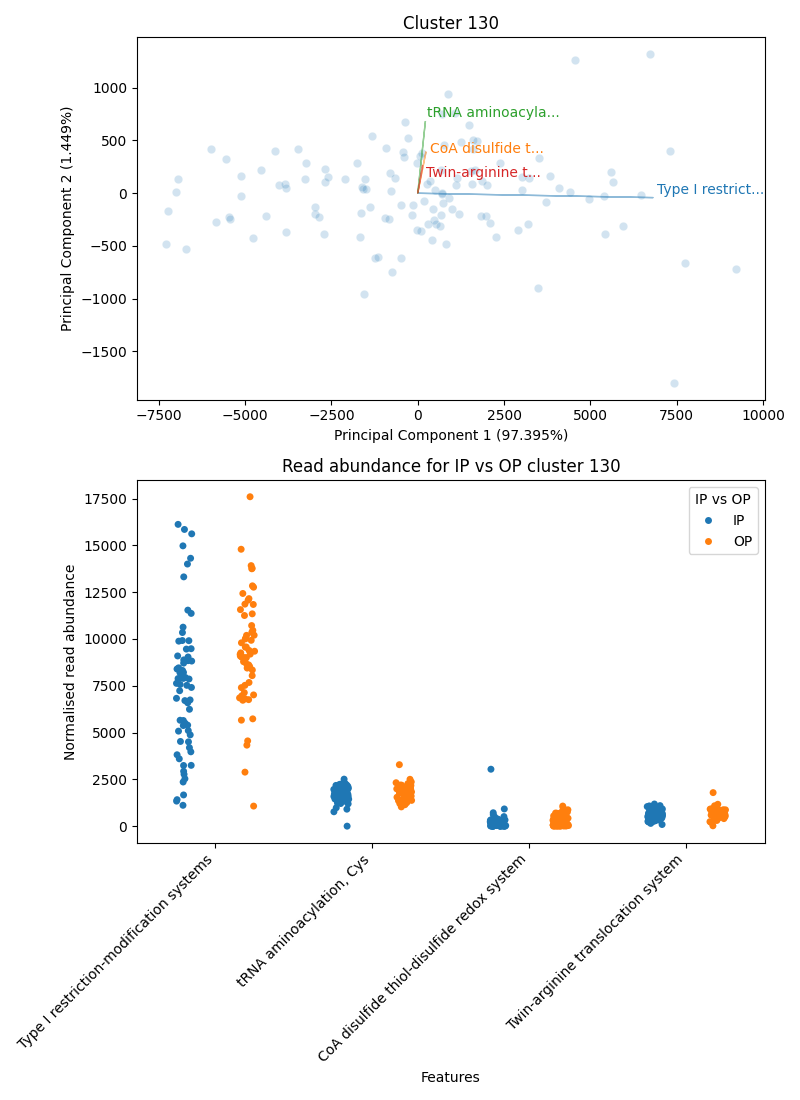 Cluster 130
Principal Component 2 (1.449%)
1000
500
0
−500
−1000
−1500
tRNA aminoacyla...
CoA disulfide t...
Twin-arginine t...
Type I restrict...
−7500
−5000
−2500
0
2500
5000
7500
10000
Principal Component 1 (97.395%)
Read abundance for IP vs OP cluster 130
Normalised read abundance
17500
15000
12500
10000
7500
5000
2500
0
IP vs OP
IP
OP
Type I restriction-modification systems
tRNA aminoacylation, Cys
CoA disulfide thiol-disulfide redox system
Twin-arginine translocation system
Features